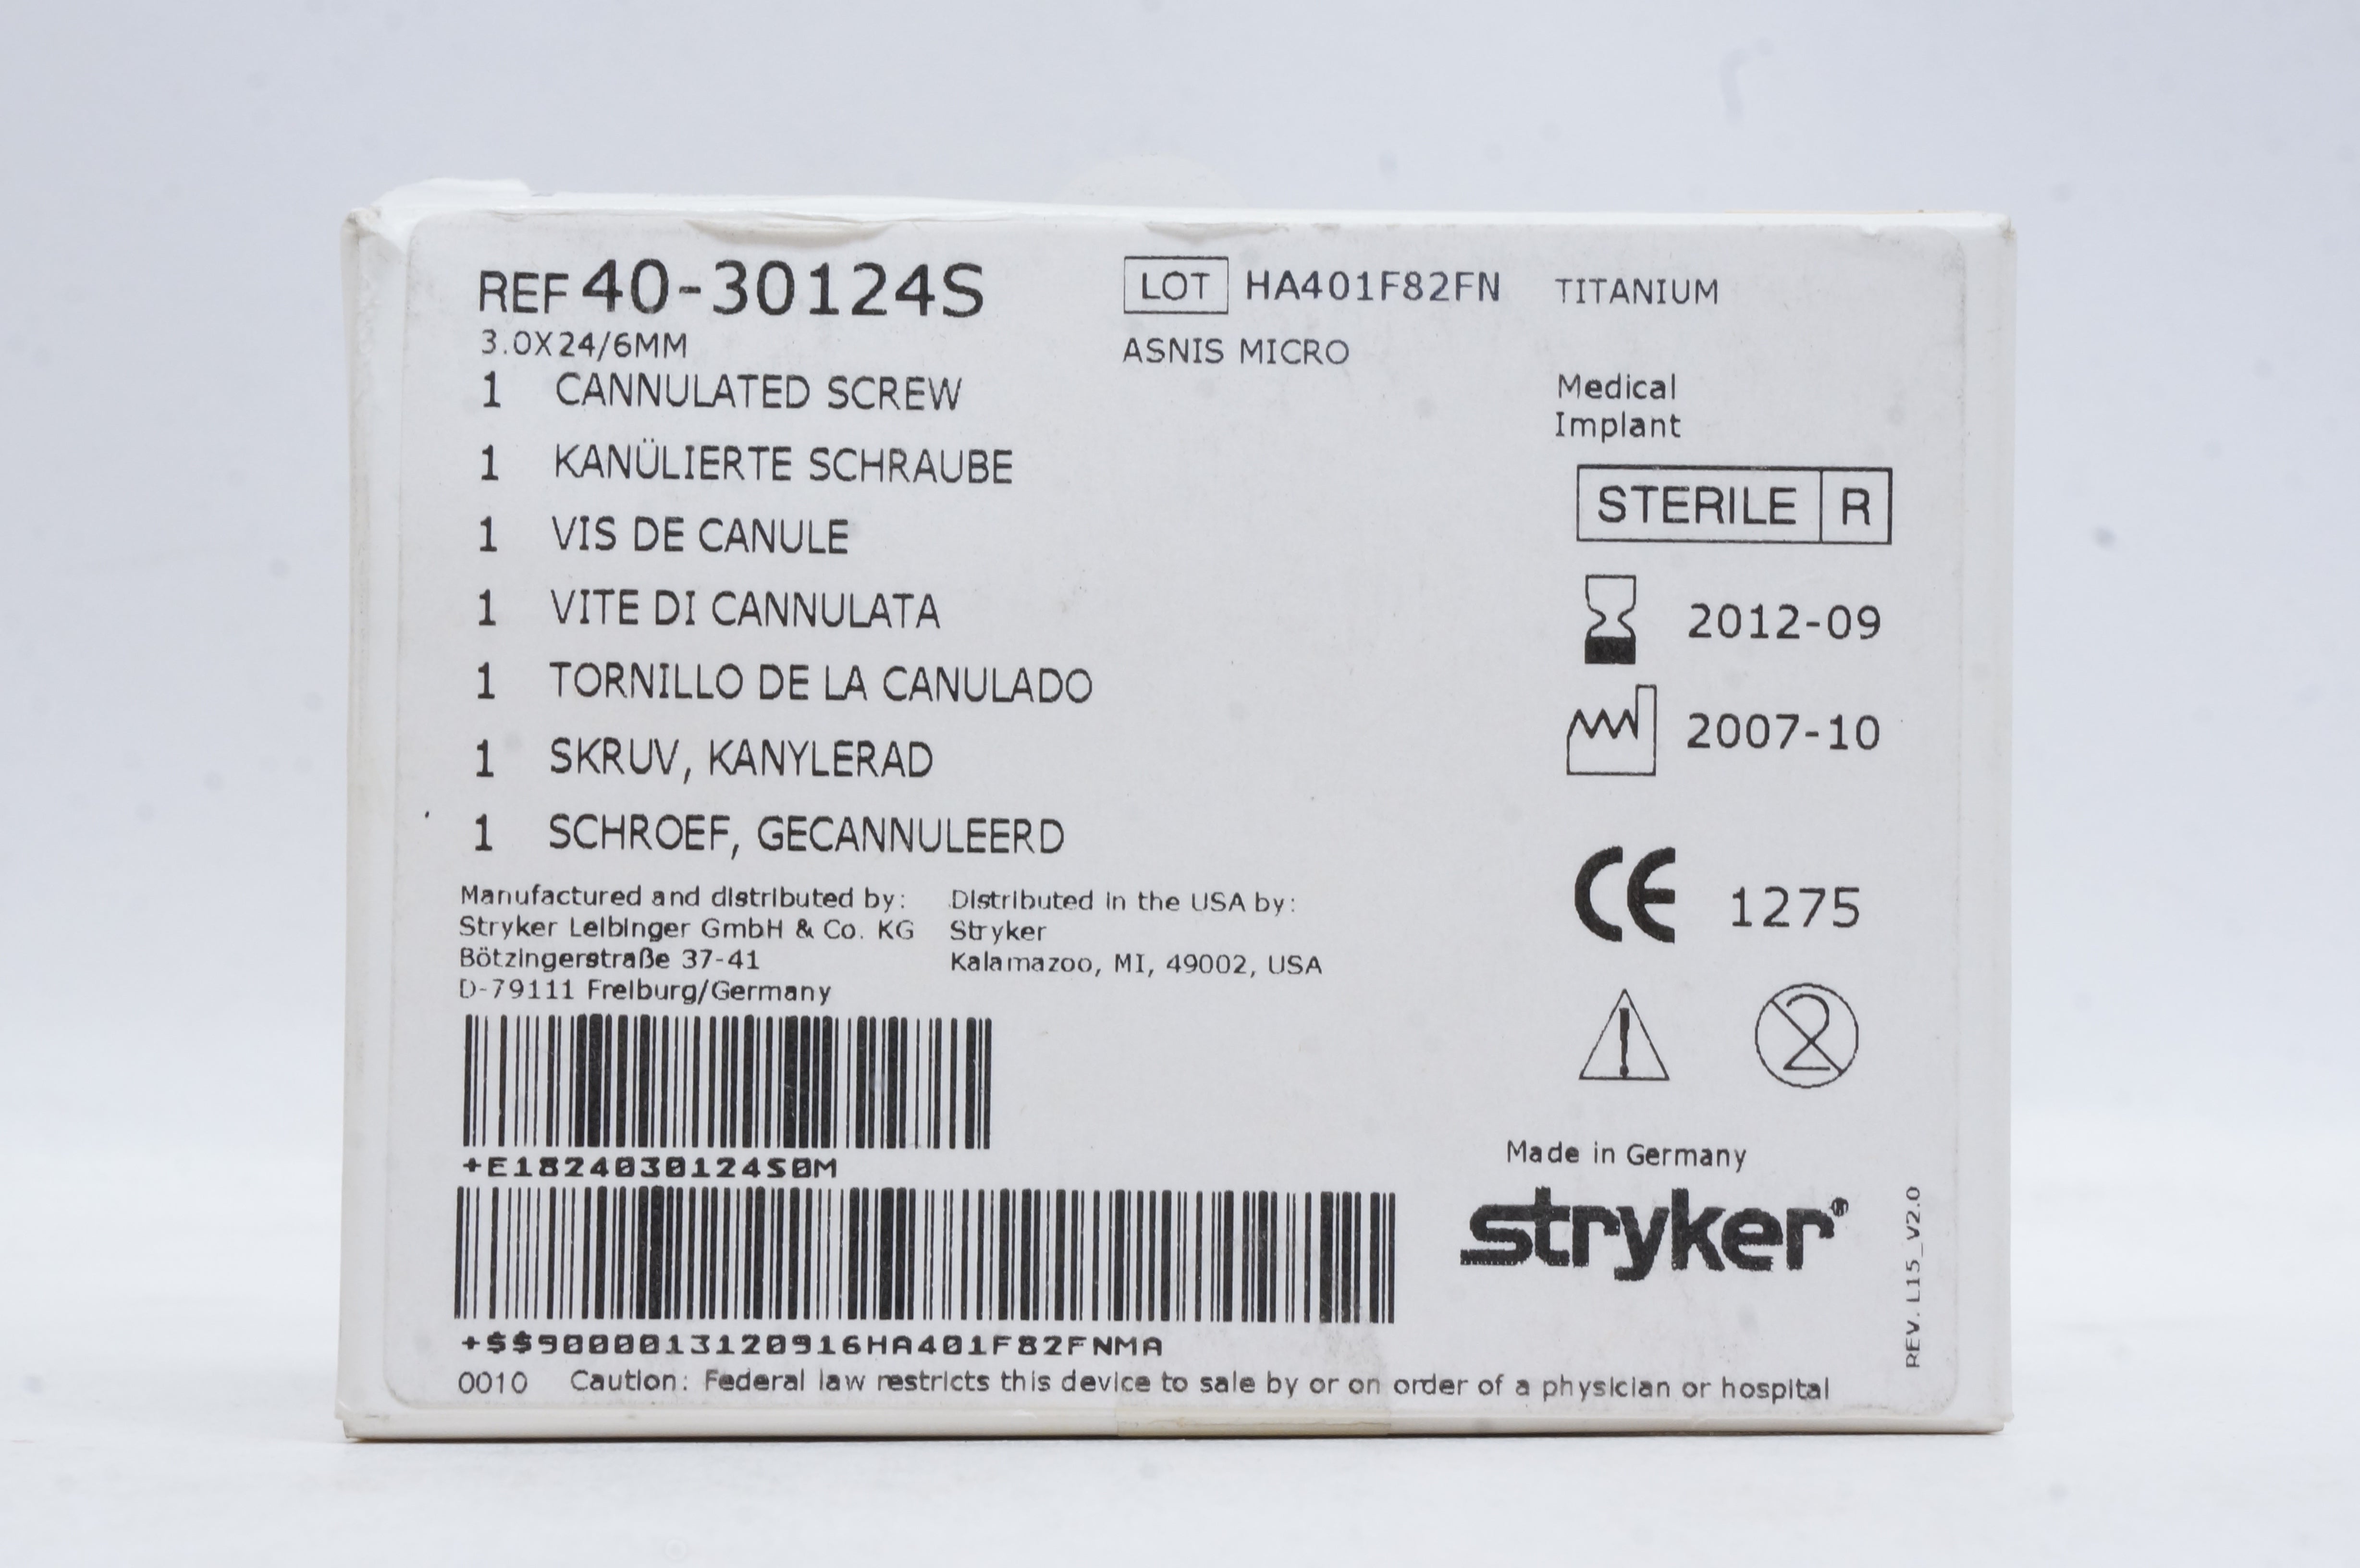 REF 40-30124S
3.0X24/6MM
LOT HA401F82FN
ASNIS MICRO
TITANIUM
Medical
Implant
1 CANNULATED SCREW
1 KANÜLIERTE SCHRAUBE
1 VIS DE CANULE
1 VITE DI CANNULATA
1 TORNILLO DE LA CANULADO
1 SKRUV, KANYLERAD
1 SCHROEF, GECANNULEERD
STERILE R
2012-09
2007-10
CE 1275
2
Manufactured and distributed by:
Stryker Leibinger GmbH & Co. KG
Bötzingerstraße 37-41
D-79111 Freiburg/Germany
Distributed in the USA by:
Stryker
Kalamazoo, MI, 49002, USA
+E1824030124S0M
+$$9000013120916HA401F82FNMA
Made in Germany
stryker®
REV. L15_V2.0
0010 Caution: Federal law restricts this device to sale by or on order of a physician or hospital